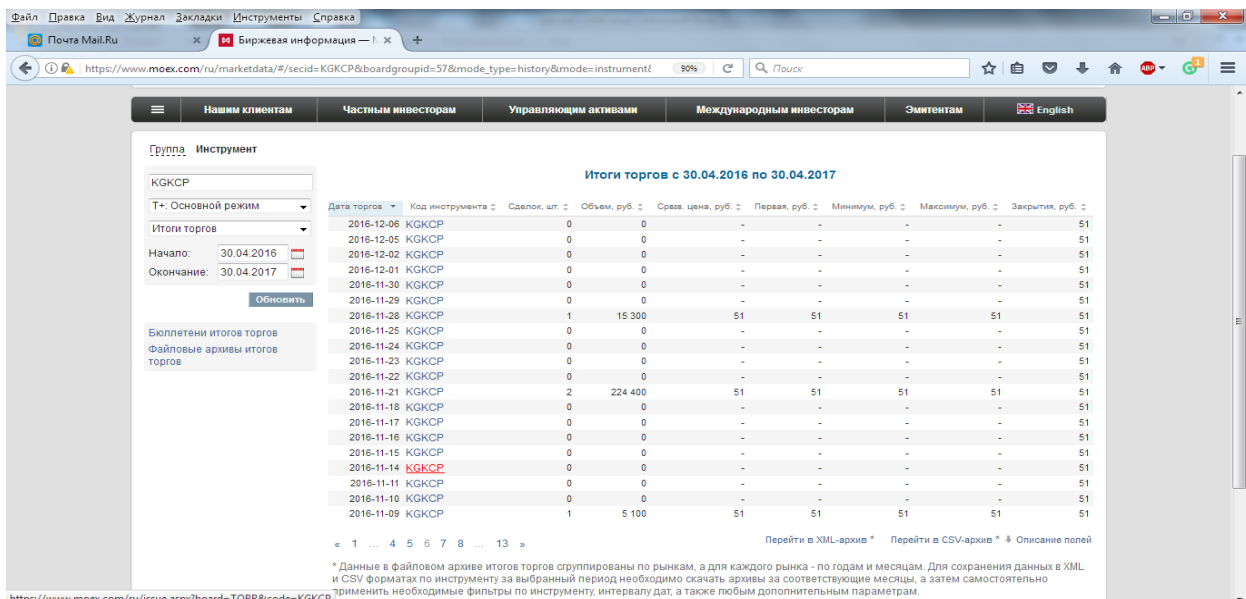 Файл Правка Вид Журнал Закладки Инструменты Справка
Почта Mail.Ru × Биржевая информация — М × +
https://www.moex.com/ru/marketdata/#/secid=KGKCP&boardgroupid=57&mode_type=history&mode=instrument& 90% Поиск ABP 1
Нашим клиентам Частным инвесторам Управляющим активами Международным инвесторам Эмитентам English
Группа Инструмент
KGKCP
Т+: Основной режим
Итоги торгов
Начало: 30.04.2016
Окончание: 30.04.2017
Обновить
Бюллетени итогов торгов
Файловые архивы итогов
торгов
Итоги торгов с 30.04.2016 по 30.04.2017
Дата торгов Код инструмента Сделок, шт. Объем, руб. Срвзв. цена, руб. Первая, руб. Минимум, руб. Максимум, руб. Закрытия, руб.
2016-12-06 KGKCP 0 0 - - - - 51
2016-12-05 KGKCP 0 0 - - - - 51
2016-12-02 KGKCP 0 0 - - - - 51
2016-12-01 KGKCP 0 0 - - - - 51
2016-11-30 KGKCP 0 0 - - - - 51
2016-11-29 KGKCP 0 0 - - - - 51
2016-11-28 KGKCP 1 15 300 51 51 51 51 51
2016-11-25 KGKCP 0 0 - - - - 51
2016-11-24 KGKCP 0 0 - - - - 51
2016-11-23 KGKCP 0 0 - - - - 51
2016-11-22 KGKCP 0 0 - - - - 51
2016-11-21 KGKCP 2 224 400 51 51 51 51 51
2016-11-18 KGKCP 0 0 - - - - 51
2016-11-17 KGKCP 0 0 - - - - 51
2016-11-16 KGKCP 0 0 - - - - 51
2016-11-15 KGKCP 0 0 - - - - 51
2016-11-14 KGKCP 0 0 - - - - 51
2016-11-11 KGKCP 0 0 - - - - 51
2016-11-10 KGKCP 0 0 - - - - 51
2016-11-09 KGKCP 1 5 100 51 51 51 51 51
« 1 ... 4 5 6 7 8 ... 13 »
Перейти в XML-архив * Перейти в CSV-архив * Описание полей
* Данные в файловом архиве итогов торгов сгруппированы по рынкам, а для каждого рынка - по годам и месяцам. Для сохранения данных в XML
и CSV форматах по инструменту за выбранный период необходимо скачать архивы за соответствующие месяцы, а затем самостоятельно
применить необходимые фильтры по инструменту, интервалу дат, а также любым дополнительным параметрам.
https://www.moex.com/ru/issue.aspx?board=TQBR&code=KGKCP